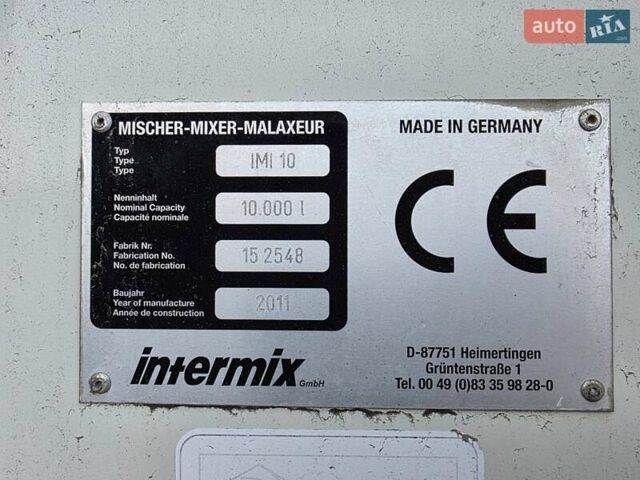 auto RIA.com
MISCHER-MIXER-MALAXEUR
Typ
Type
Type
IMI 10
Nenninhalt
Nominal Capacity
Capacité nominale
10.000 l
Fabrik Nr.
Fabrication No.
No. de fabrication
15 2548
Baujahr
Year of manufacture
Année de construction
2011
intermix GmbH
MADE IN GERMANY
CE
D-87751 Heimertingen
Grüntenstraße 1
Tel. 00 49 (0)83 35 98 28-0